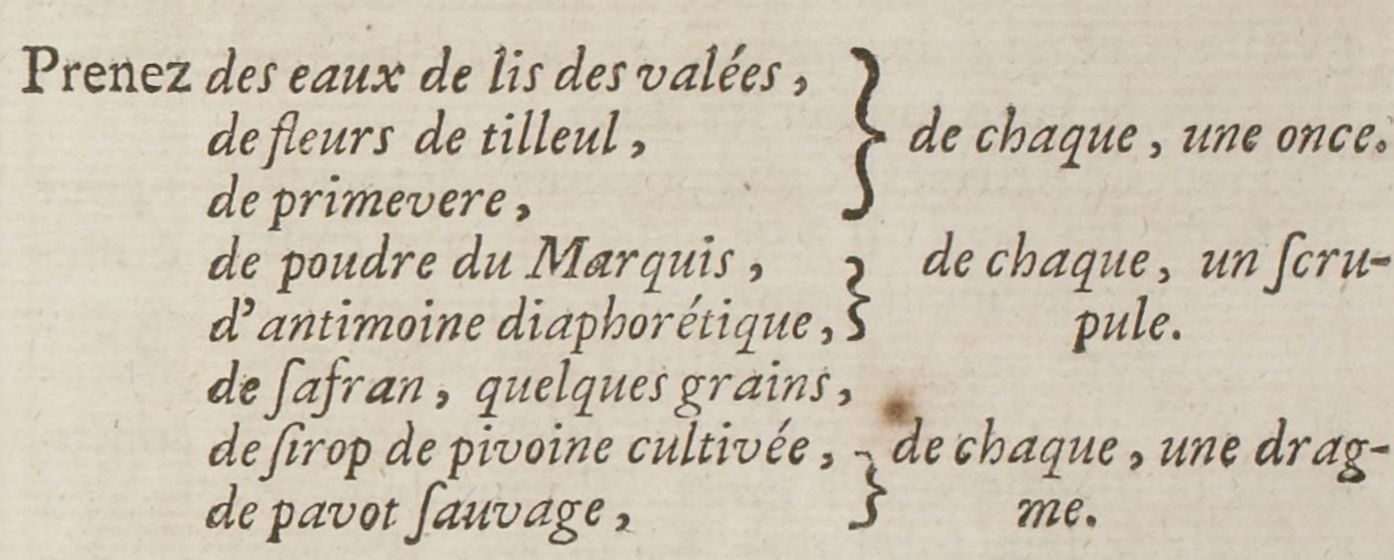 Prenez des eaux de lis des valées,
de fleurs de tilleul, de chaque, une once.
de primevere,
de poudre du Marquis, de chaque, un ſcru-
d'antimoine diaphorétique, pule.
de ſafran, quelques grains,
de ſirop de pivoine cultivée, de chaque, une drag-
de pavot ſauvage, me.